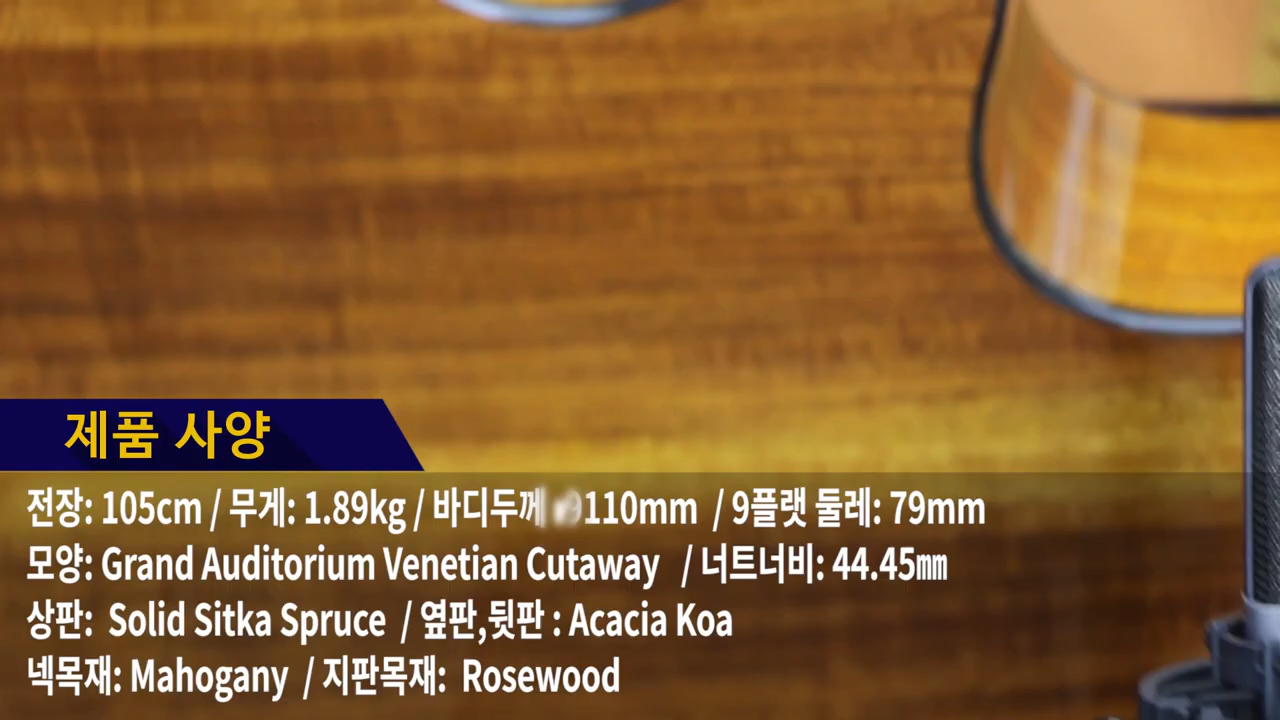 제품 사양
전장: 105cm / 무게: 1.89kg / 바디두께 110mm / 9플랫 둘레: 79mm
모양: Grand Auditorium Venetian Cutaway / 너트너비: 44.45㎜
상판: Solid Sitka Spruce / 옆판,뒷판 : Acacia Koa
넥목재: Mahogany / 지판목재: Rosewood